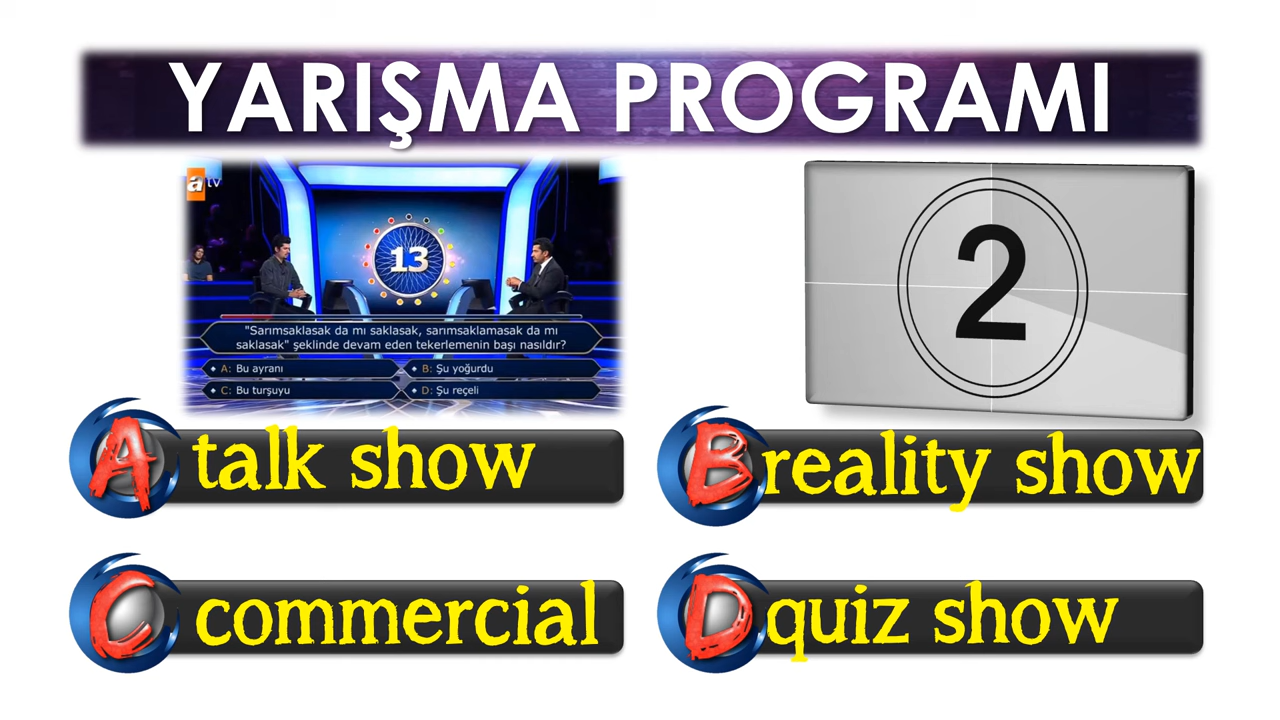 YARIŞMA PROGRAMI
atv
13
"Sarımsaklasak da mı saklasak, sarımsaklamasak da mı
saklasak" şeklinde devam eden tekerlemenin başı nasıldır?
A: Bu ayranı
B: Şu yoğurdu
C: Bu turşuyu
D: Şu reçeli
2
A talk show
B reality show
C commercial
D quiz show